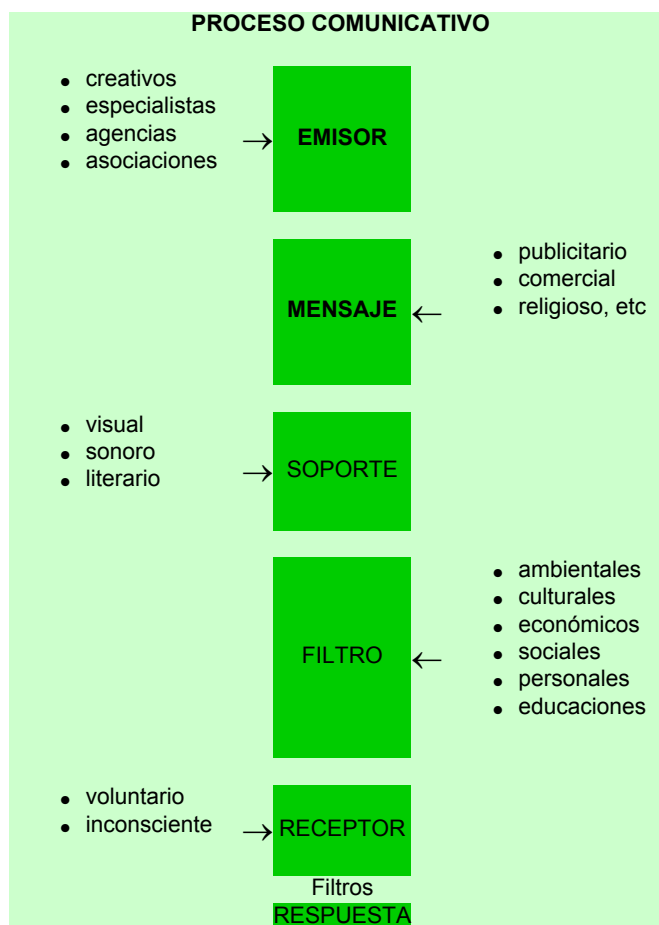 PROCESO COMUNICATIVO
● creativos
● especialistas
● agencias
● asociaciones
→ EMISOR
MENSAJE ←
● publicitario
● comercial
● religioso, etc
● visual
● sonoro
● literario
→ SOPORTE
FILTRO ←
● ambientales
● culturales
● económicos
● sociales
● personales
● educaciones
● voluntario
● inconsciente
→ RECEPTOR
Filtros
RESPUESTA